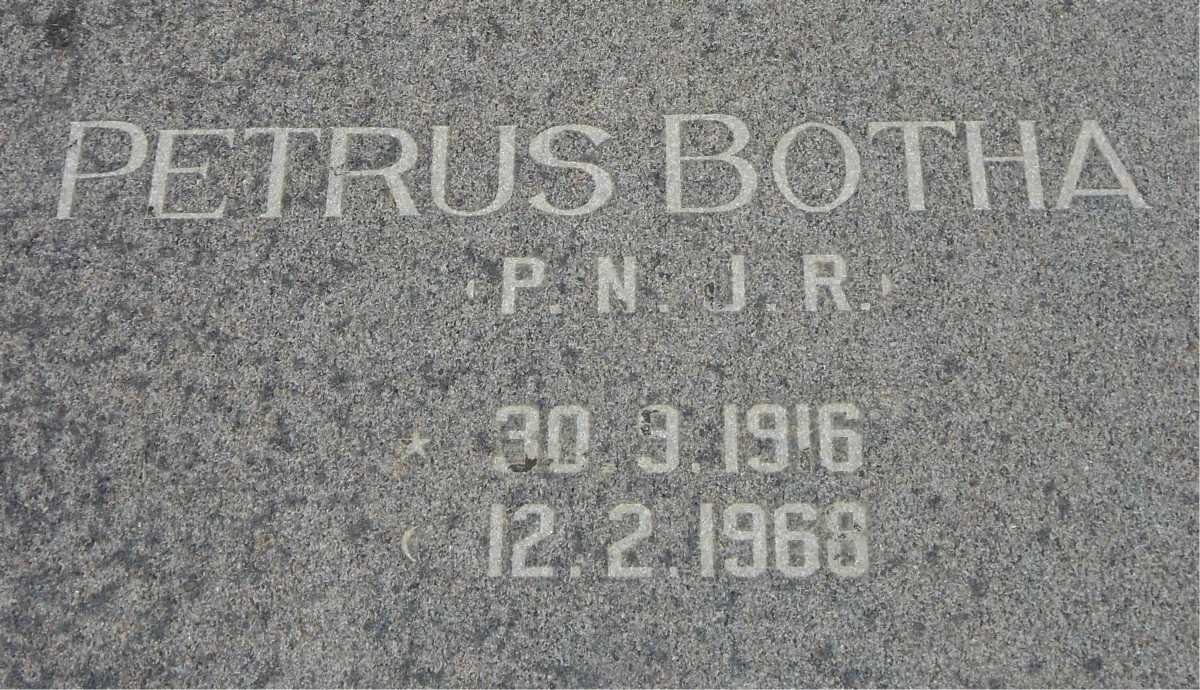 PETRUS BOTHA
(P. N. J. R.)
★ 30. 9. 1916
☾ 12. 2. 1968